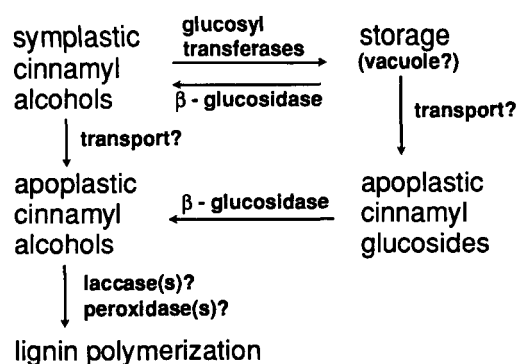 symplastic
cinnamyl
alcohols
glucosyl
transferases
β - glucosidase
storage
(vacuole?)
transport?
transport?
apoplastic
cinnamyl
alcohols
β - glucosidase
apoplastic
cinnamyl
glucosides
laccase(s)?
peroxidase(s)?
lignin polymerization